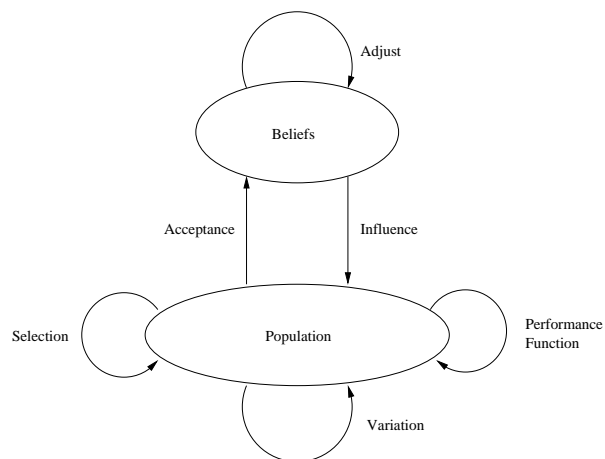 Adjust
Beliefs
Acceptance
Influence
Selection
Population
Performance
Function
Variation